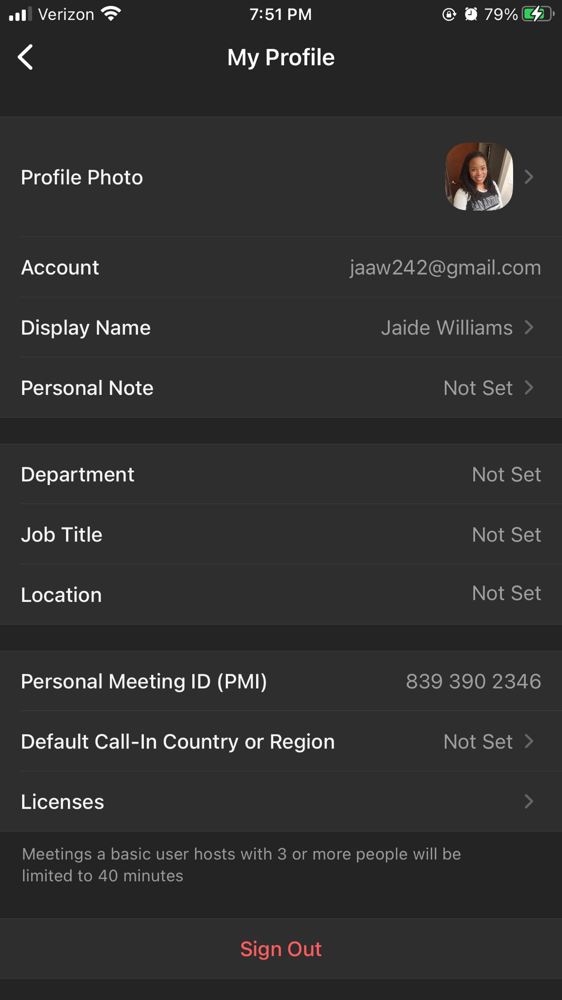 Verizon 7:51 PM 79%
My Profile
Profile Photo
SAN ANTONIO
Account jaaw242@gmail.com
Display Name Jaide Williams
Personal Note Not Set
Department Not Set
Job Title Not Set
Location Not Set
Personal Meeting ID (PMI) 839 390 2346
Default Call-In Country or Region Not Set
Licenses
Meetings a basic user hosts with 3 or more people will be
limited to 40 minutes
Sign Out